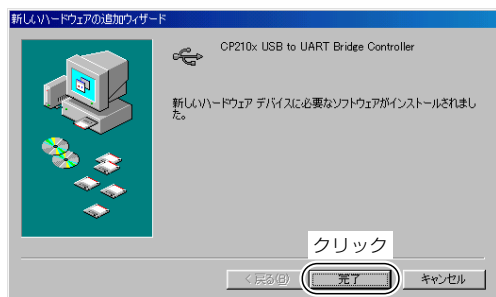 新しいハードウェアの追加ウィザード
CP210x USB to UART Bridge Controller
新しいハードウェア デバイスに必要なソフトウェアがインストールされまし
た。
クリック
< 戻る(B)
完了
キャンセル